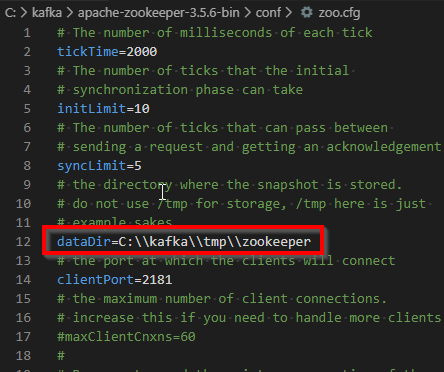 C: > kafka > apache-zookeeper-3.5.6-bin > conf > zoo.cfg
1 # The number of milliseconds of each tick
2 tickTime=2000
3 # The number of ticks that the initial
4 # synchronization phase can take
5 initLimit=10
6 # The number of ticks that can pass between
7 # sending a request and getting an acknowledgement
8 syncLimit=5
9 # the directory where the snapshot is stored.
10 # do not use /tmp for storage, /tmp here is just
11 # example sakes.
12 dataDir=C:\\kafka\\tmp\\zookeeper
13 # the port at which the clients will connect
14 clientPort=2181
15 # the maximum number of client connections.
16 # increase this if you need to handle more clients
17 #maxClientCnxns=60
18 #
19